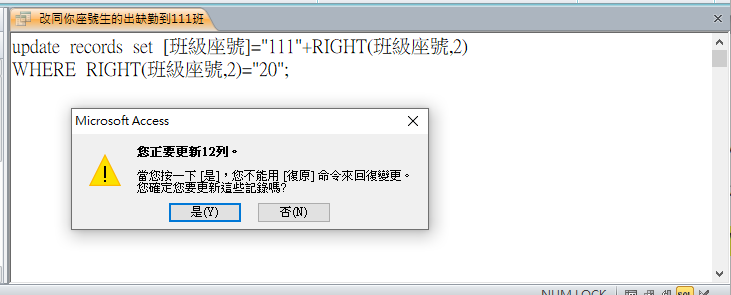 改同你座號生的出缺勤到111班
update records set [班級座號]="111"+RIGHT(班級座號,2)
WHERE RIGHT(班級座號,2)="20";
Microsoft Access
您正要更新12列。
當您按一下 [是]，您不能用 [復原] 命令來回復變更。
您確定您要更新這些記錄嗎?
是(Y) 否(N)
NUM LOCK SQL